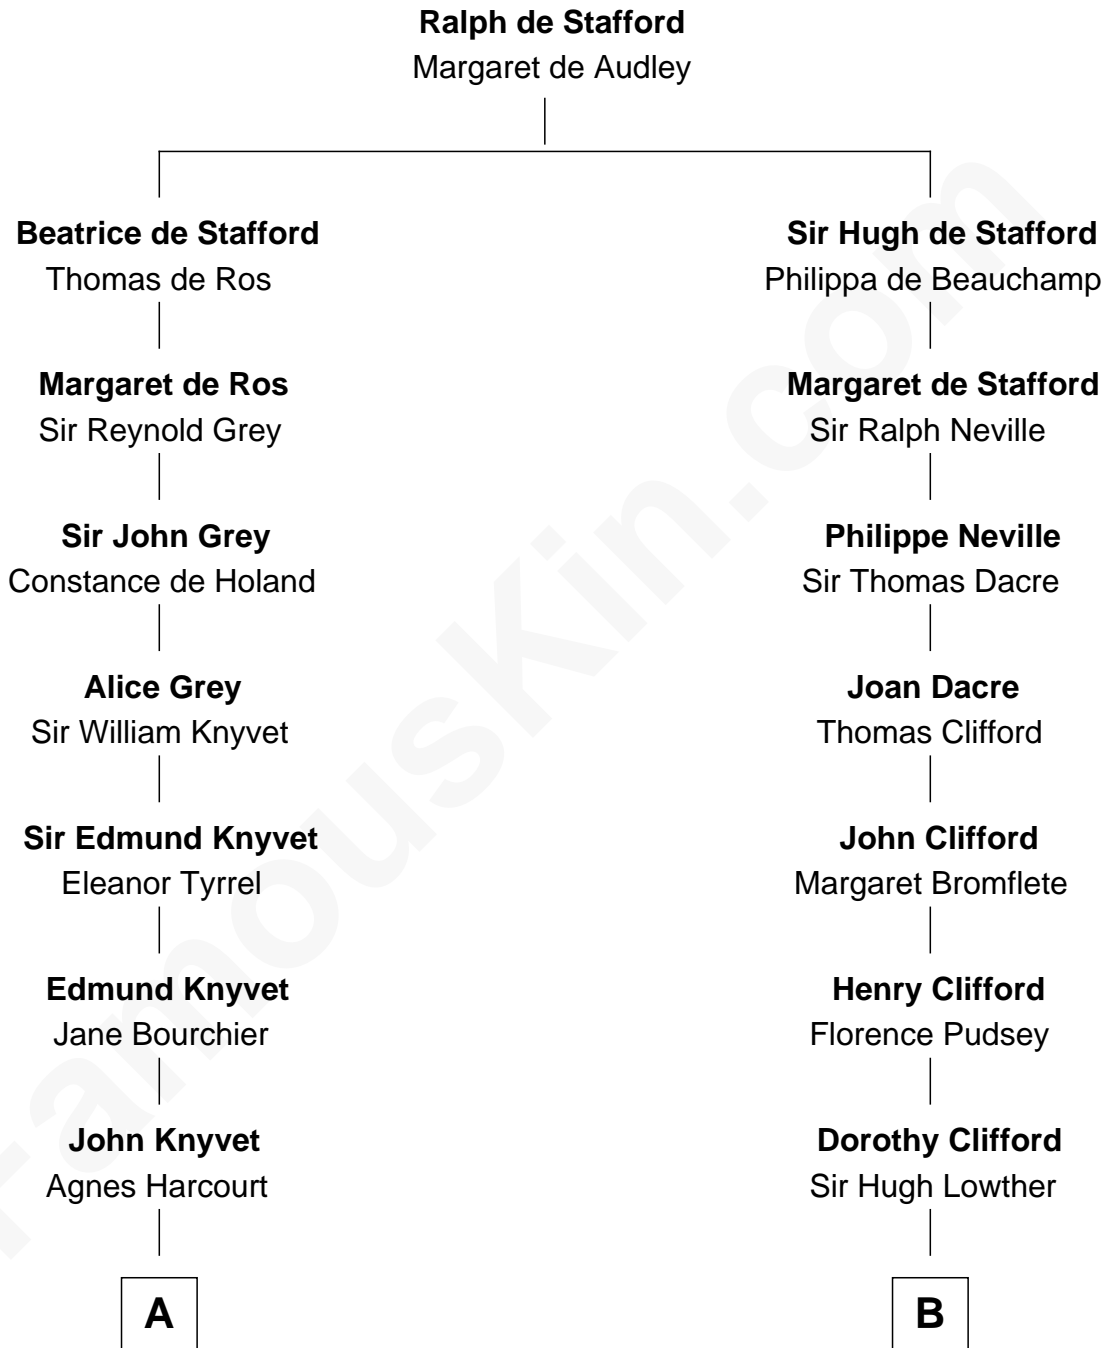 Ralph de Stafford
Margaret de Audley
Beatrice de Stafford
Thomas de Ros
Sir Hugh de Stafford
Philippa de Beauchamp
Margaret de Ros
Sir Reynold Grey
Margaret de Stafford
Sir Ralph Neville
Sir John Grey
Constance de Holand
Philippe Neville
Sir Thomas Dacre
Alice Grey
Sir William Knyvet
Joan Dacre
Thomas Clifford
Sir Edmund Knyvet
Eleanor Tyrrel
John Clifford
Margaret Bromflete
Edmund Knyvet
Jane Bourchier
Henry Clifford
Florence Pudsey
John Knyvet
Agnes Harcourt
Dorothy Clifford
Sir Hugh Lowther
A
B
FamousKin.com